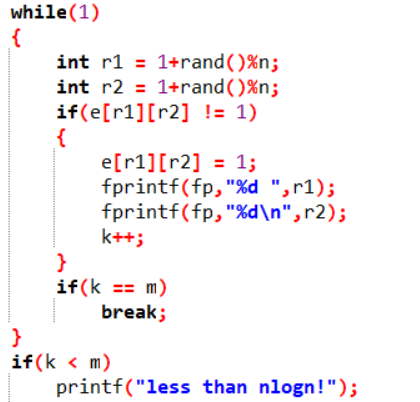 while(1)
{
    int r1 = 1+rand()%n;
    int r2 = 1+rand()%n;
    if(e[r1][r2] != 1)
    {
        e[r1][r2] = 1;
        fprintf(fp,"%d ",r1);
        fprintf(fp,"%d\n",r2);
        k++;
    }
    if(k == m)
        break;
}
if(k < m)
    printf("less than nlogn!");